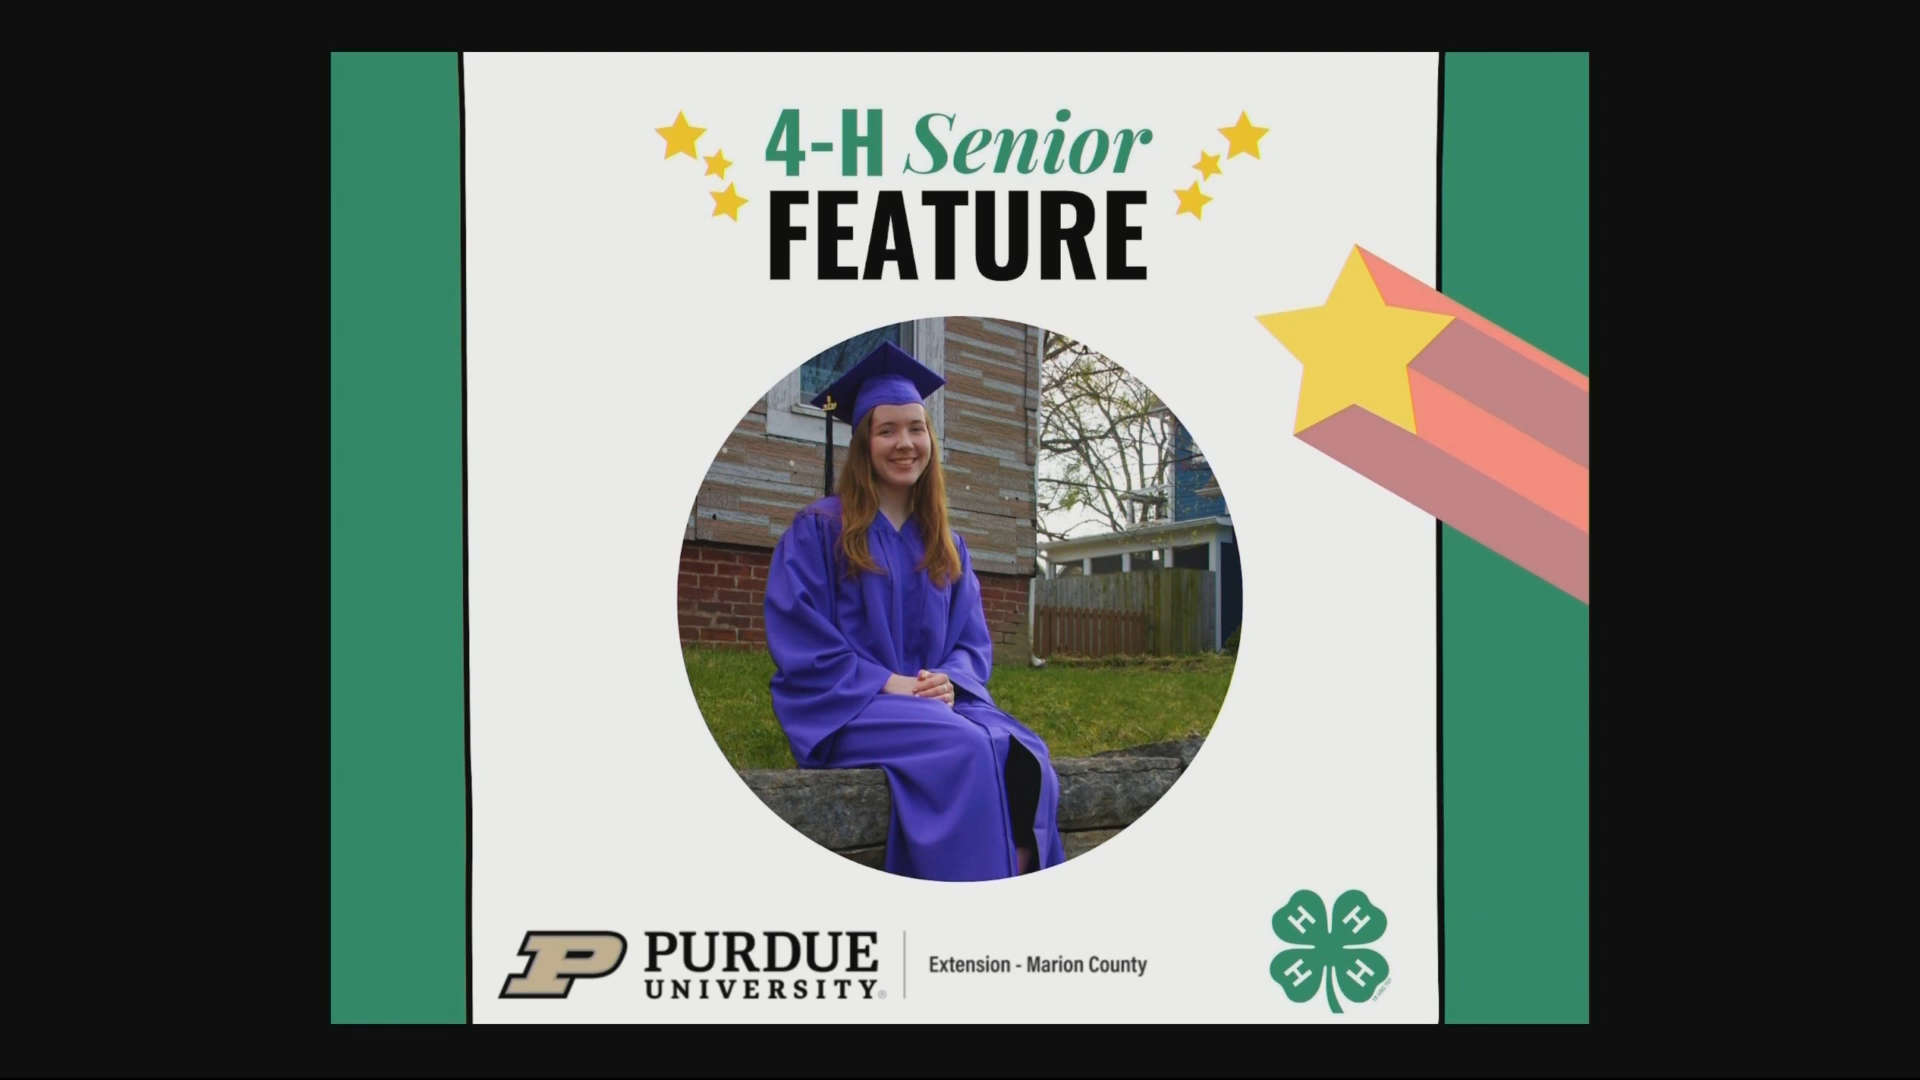 4-H Senior
FEATURE
PURDUE
UNIVERSITY®
Extension - Marion County
H H
H H